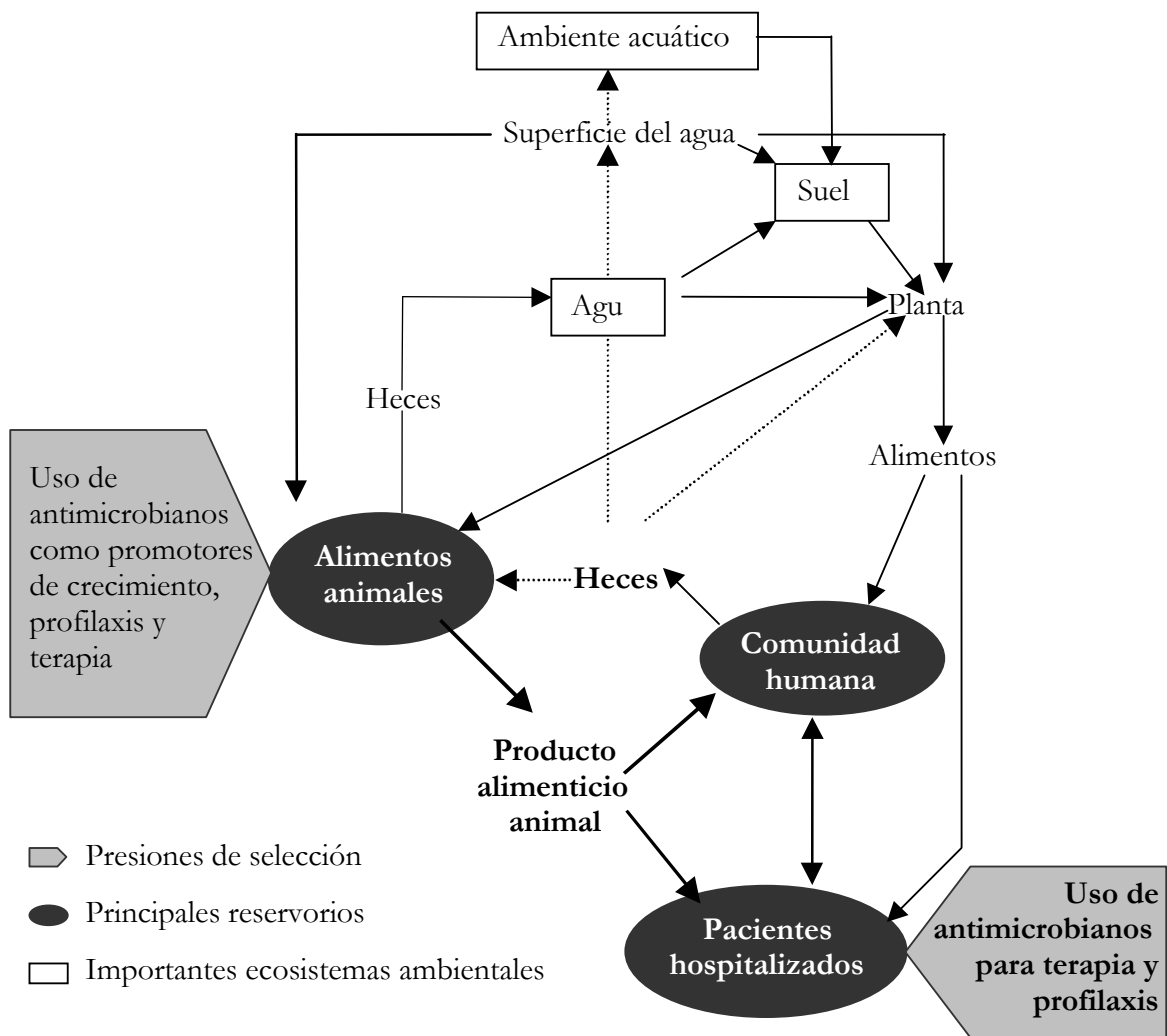 Ambiente acuático
Superficie del agua
Suel
Agu
Planta
Heces
Alimentos
Uso de
antimicrobianos
como promotores
de crecimiento,
profilaxis y
terapia
Alimentos
animales
Heces
Comunidad
humana
Producto
alimenticio
animal
Presiones de selección
Principales reservorios
Importantes ecosistemas ambientales
Pacientes
hospitalizados
Uso de
antimicrobianos
para terapia y
profilaxis